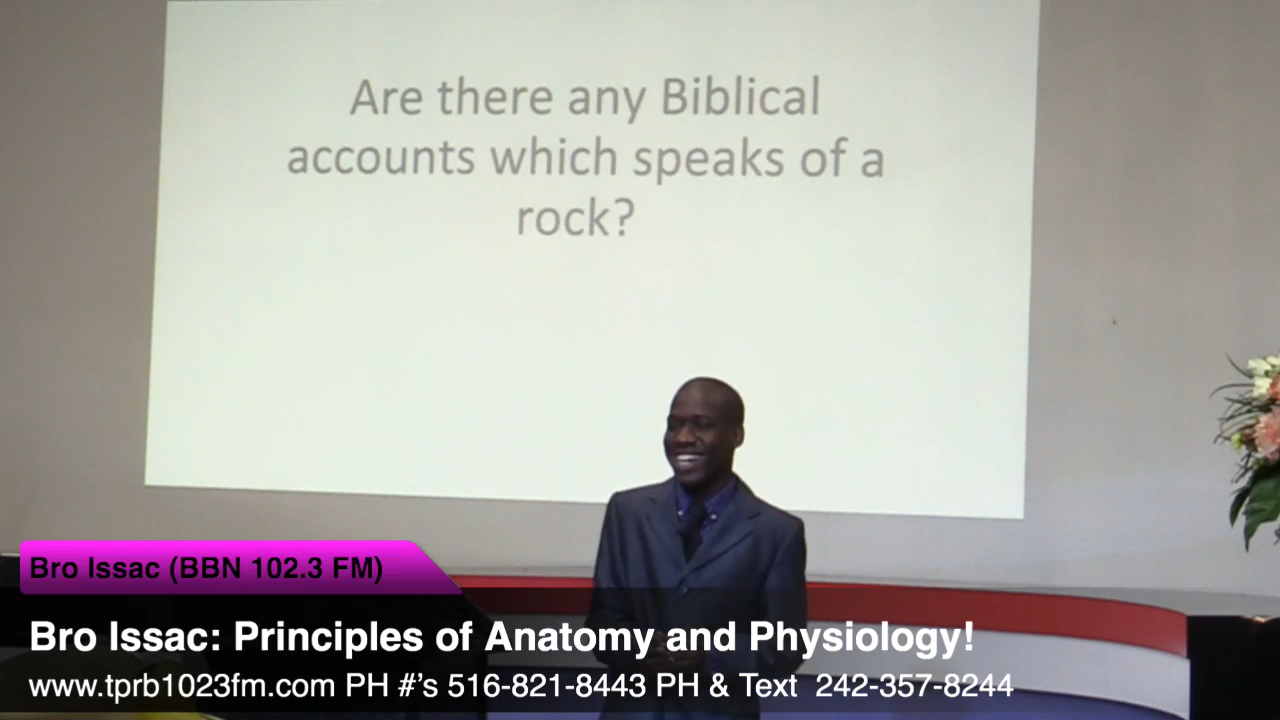 Are there any Biblical
accounts which speaks of a
rock?
Bro Issac (BBN 102.3 FM)
Bro Issac: Principles of Anatomy and Physiology!
www.tprb1023fm.com PH #’s 516-821-8443 PH & Text  242-357-8244